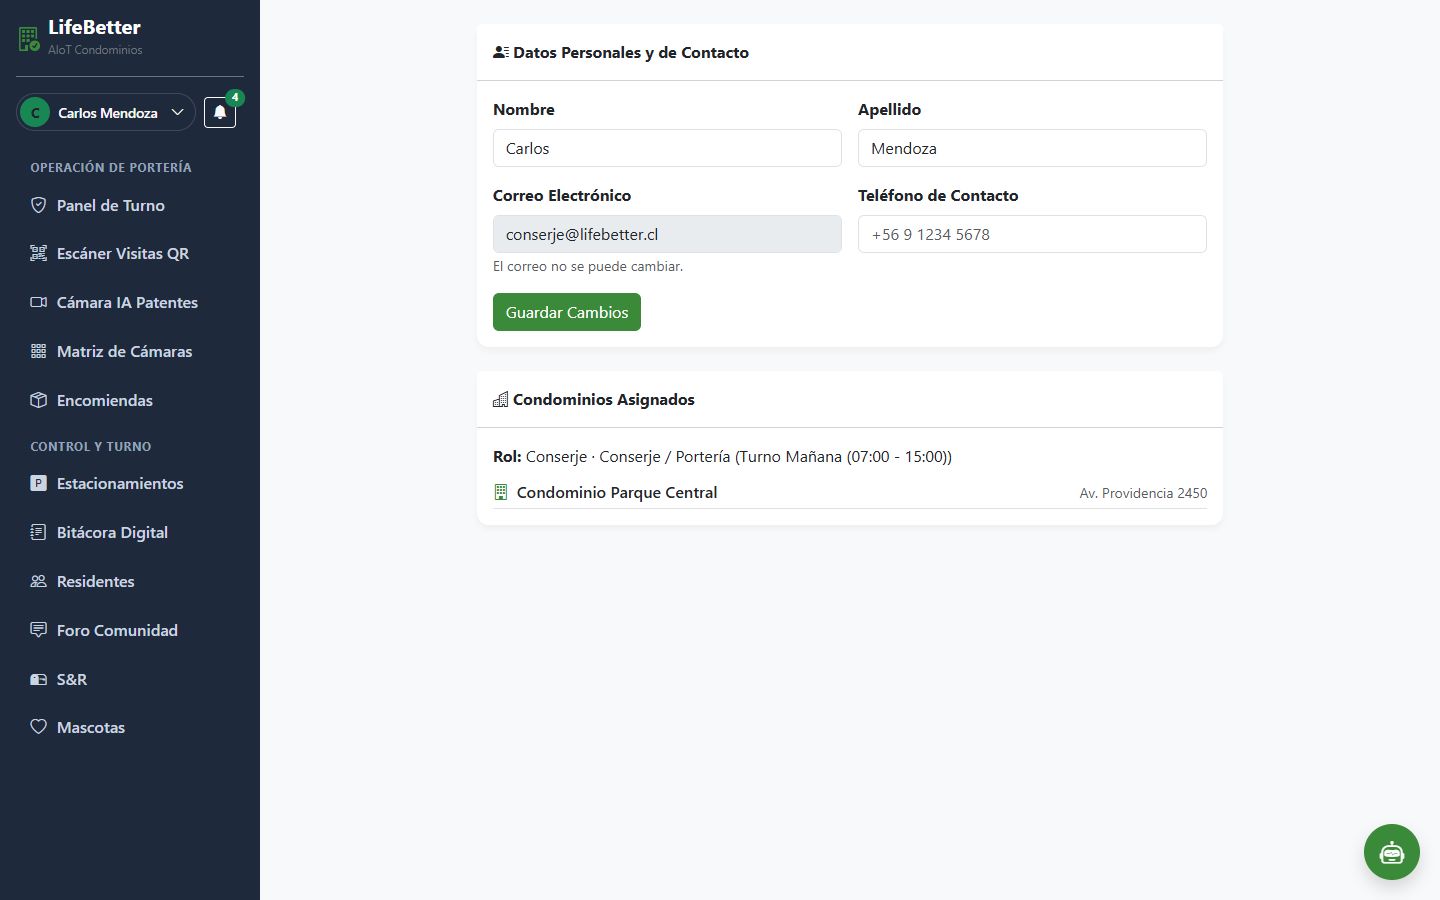 LifeBetter
AIoT Condominios
C Carlos Mendoza 4
OPERACIÓN DE PORTERÍA
Panel de Turno
Escáner Visitas QR
Cámara IA Patentes
Matriz de Cámaras
Encomiendas
CONTROL Y TURNO
P Estacionamientos
Bitácora Digital
Residentes
Foro Comunidad
S&R
Mascotas
Datos Personales y de Contacto
Nombre
Carlos
Apellido
Mendoza
Correo Electrónico
conserje@lifebetter.cl
El correo no se puede cambiar.
Teléfono de Contacto
+56 9 1234 5678
Guardar Cambios
Condominios Asignados
Rol: Conserje · Conserje / Portería (Turno Mañana (07:00 - 15:00))
Condominio Parque Central Av. Providencia 2450